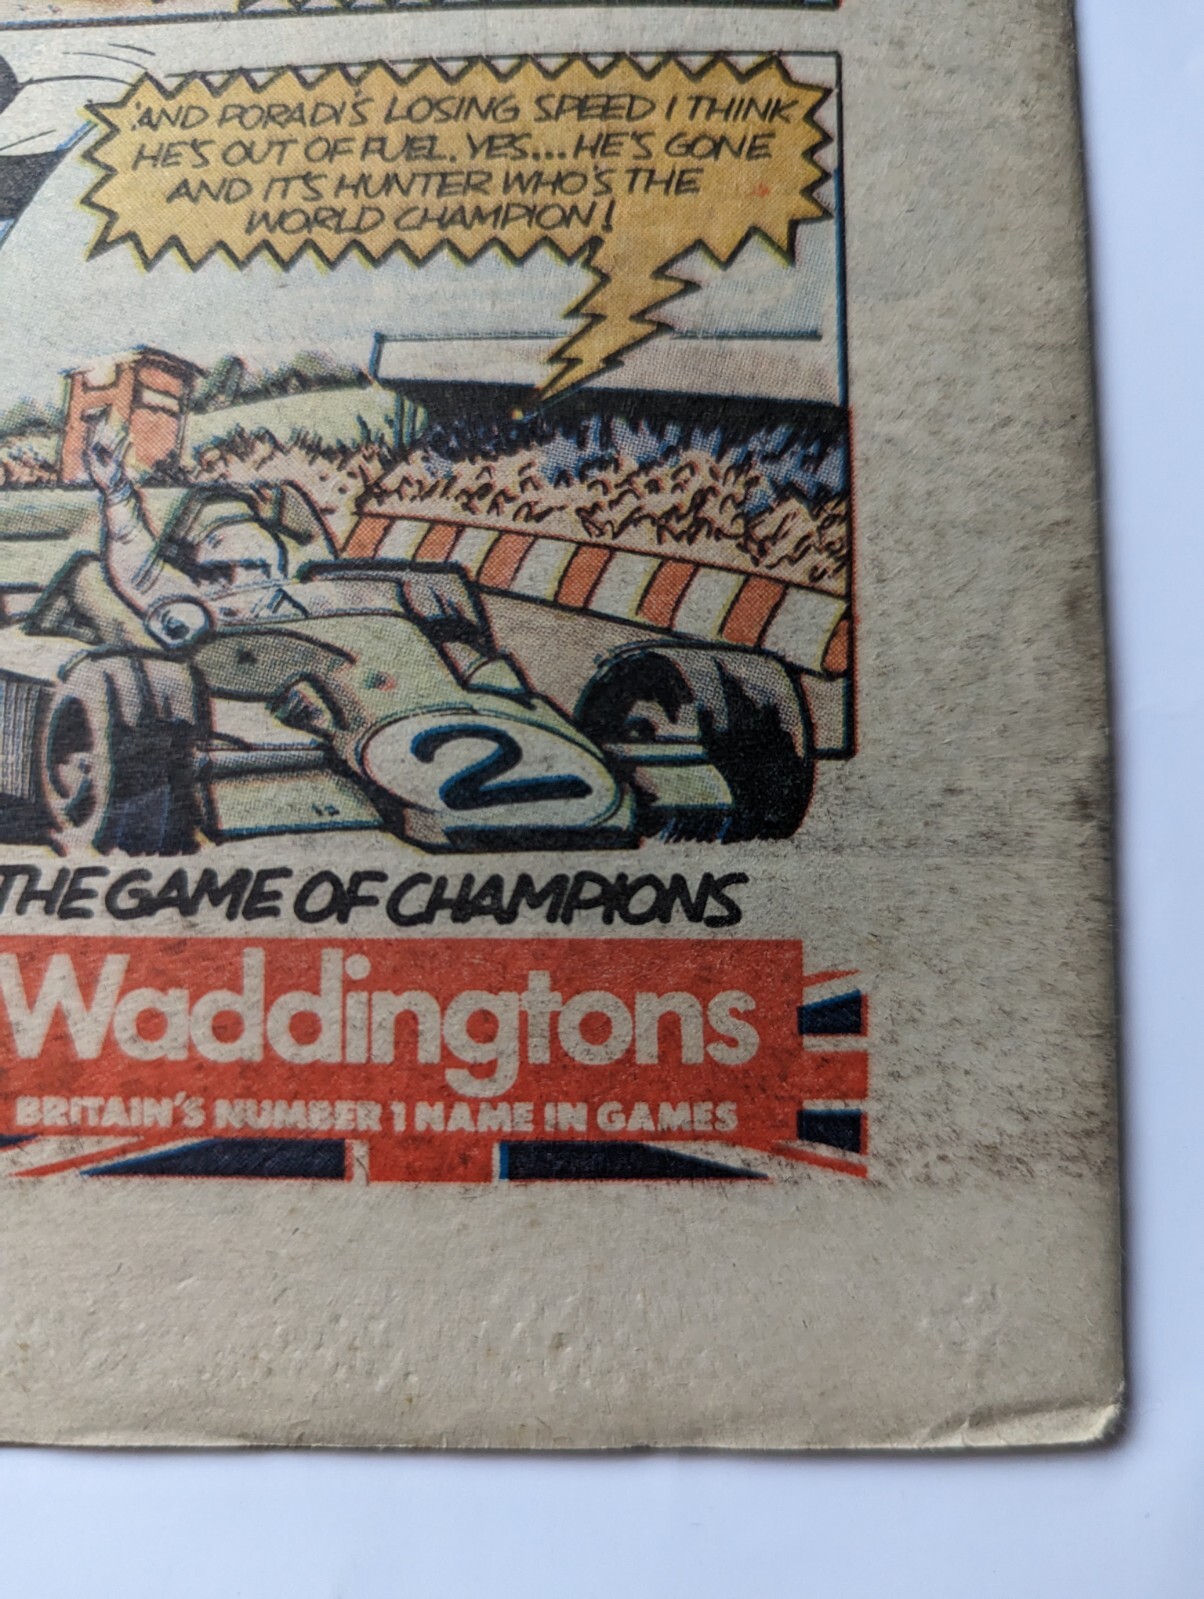 'AND PORADI'S LOSING SPEED I THINK
HE'S OUT OF FUEL. YES...HE'S GONE
AND IT'S HUNTER WHO'S THE
WORLD CHAMPION!
2
THE GAME OF CHAMPIONS
Waddingtons
BRITAIN'S NUMBER 1 NAME IN GAMES